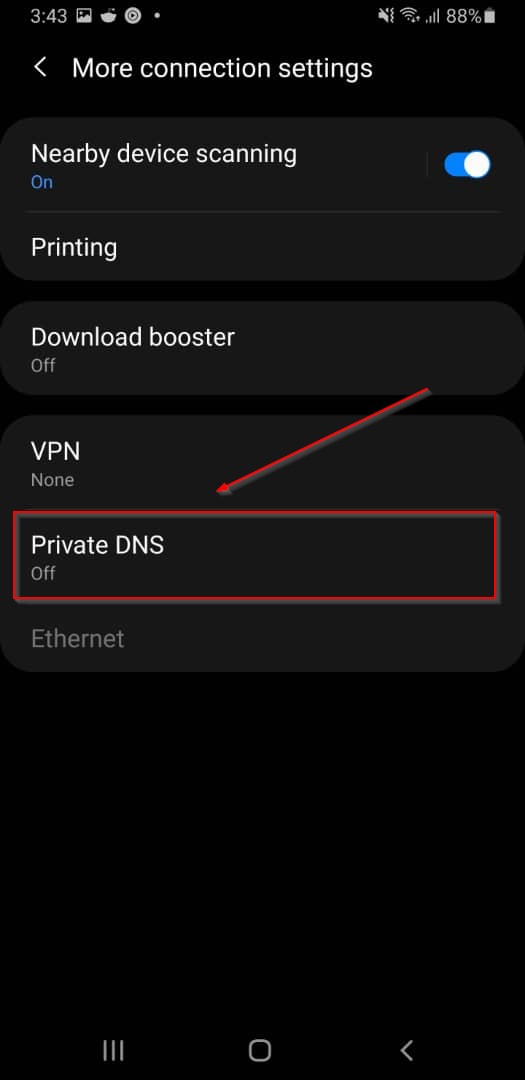 3:43 88%
More connection settings
Nearby device scanning
On
Printing
Download booster
Off
VPN
None
Private DNS
Off
Ethernet